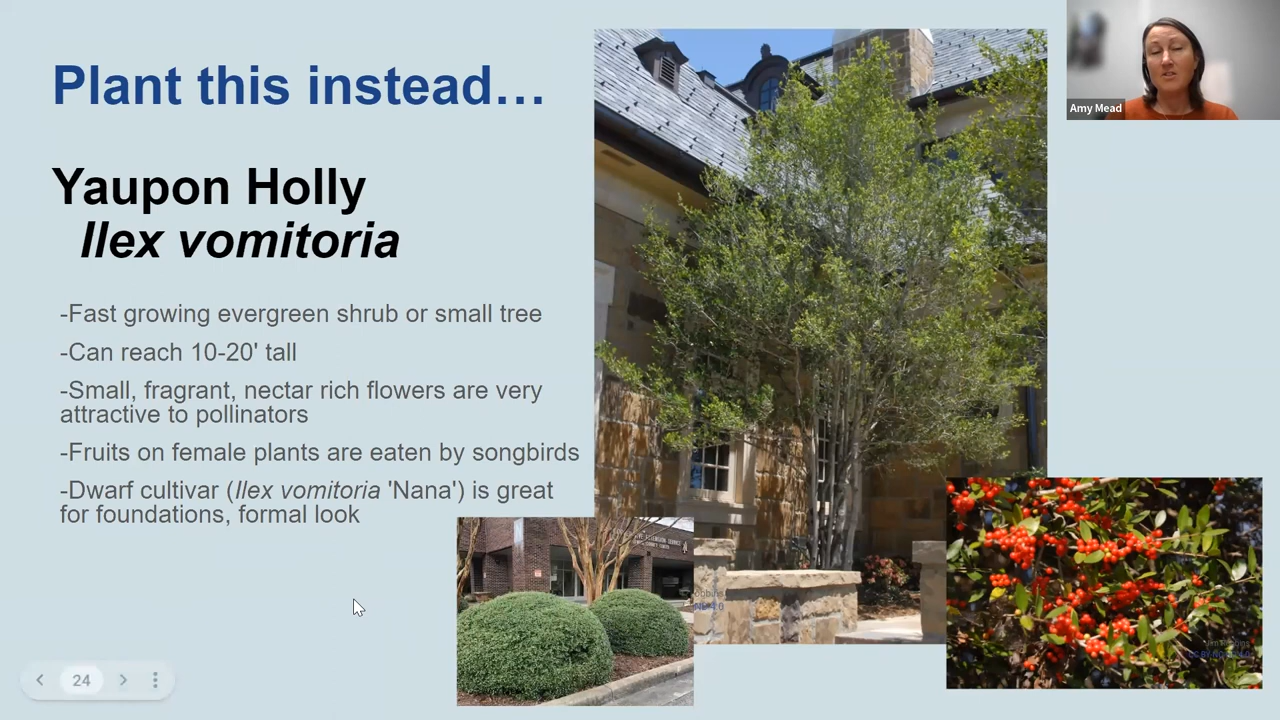 Plant this instead…
Amy Mead
Yaupon Holly
Ilex vomitoria
-Fast growing evergreen shrub or small tree
-Can reach 10-20' tall
-Small, fragrant, nectar rich flowers are very
attractive to pollinators
-Fruits on female plants are eaten by songbirds
-Dwarf cultivar (Ilex vomitoria 'Nana') is great
for foundations, formal look
24